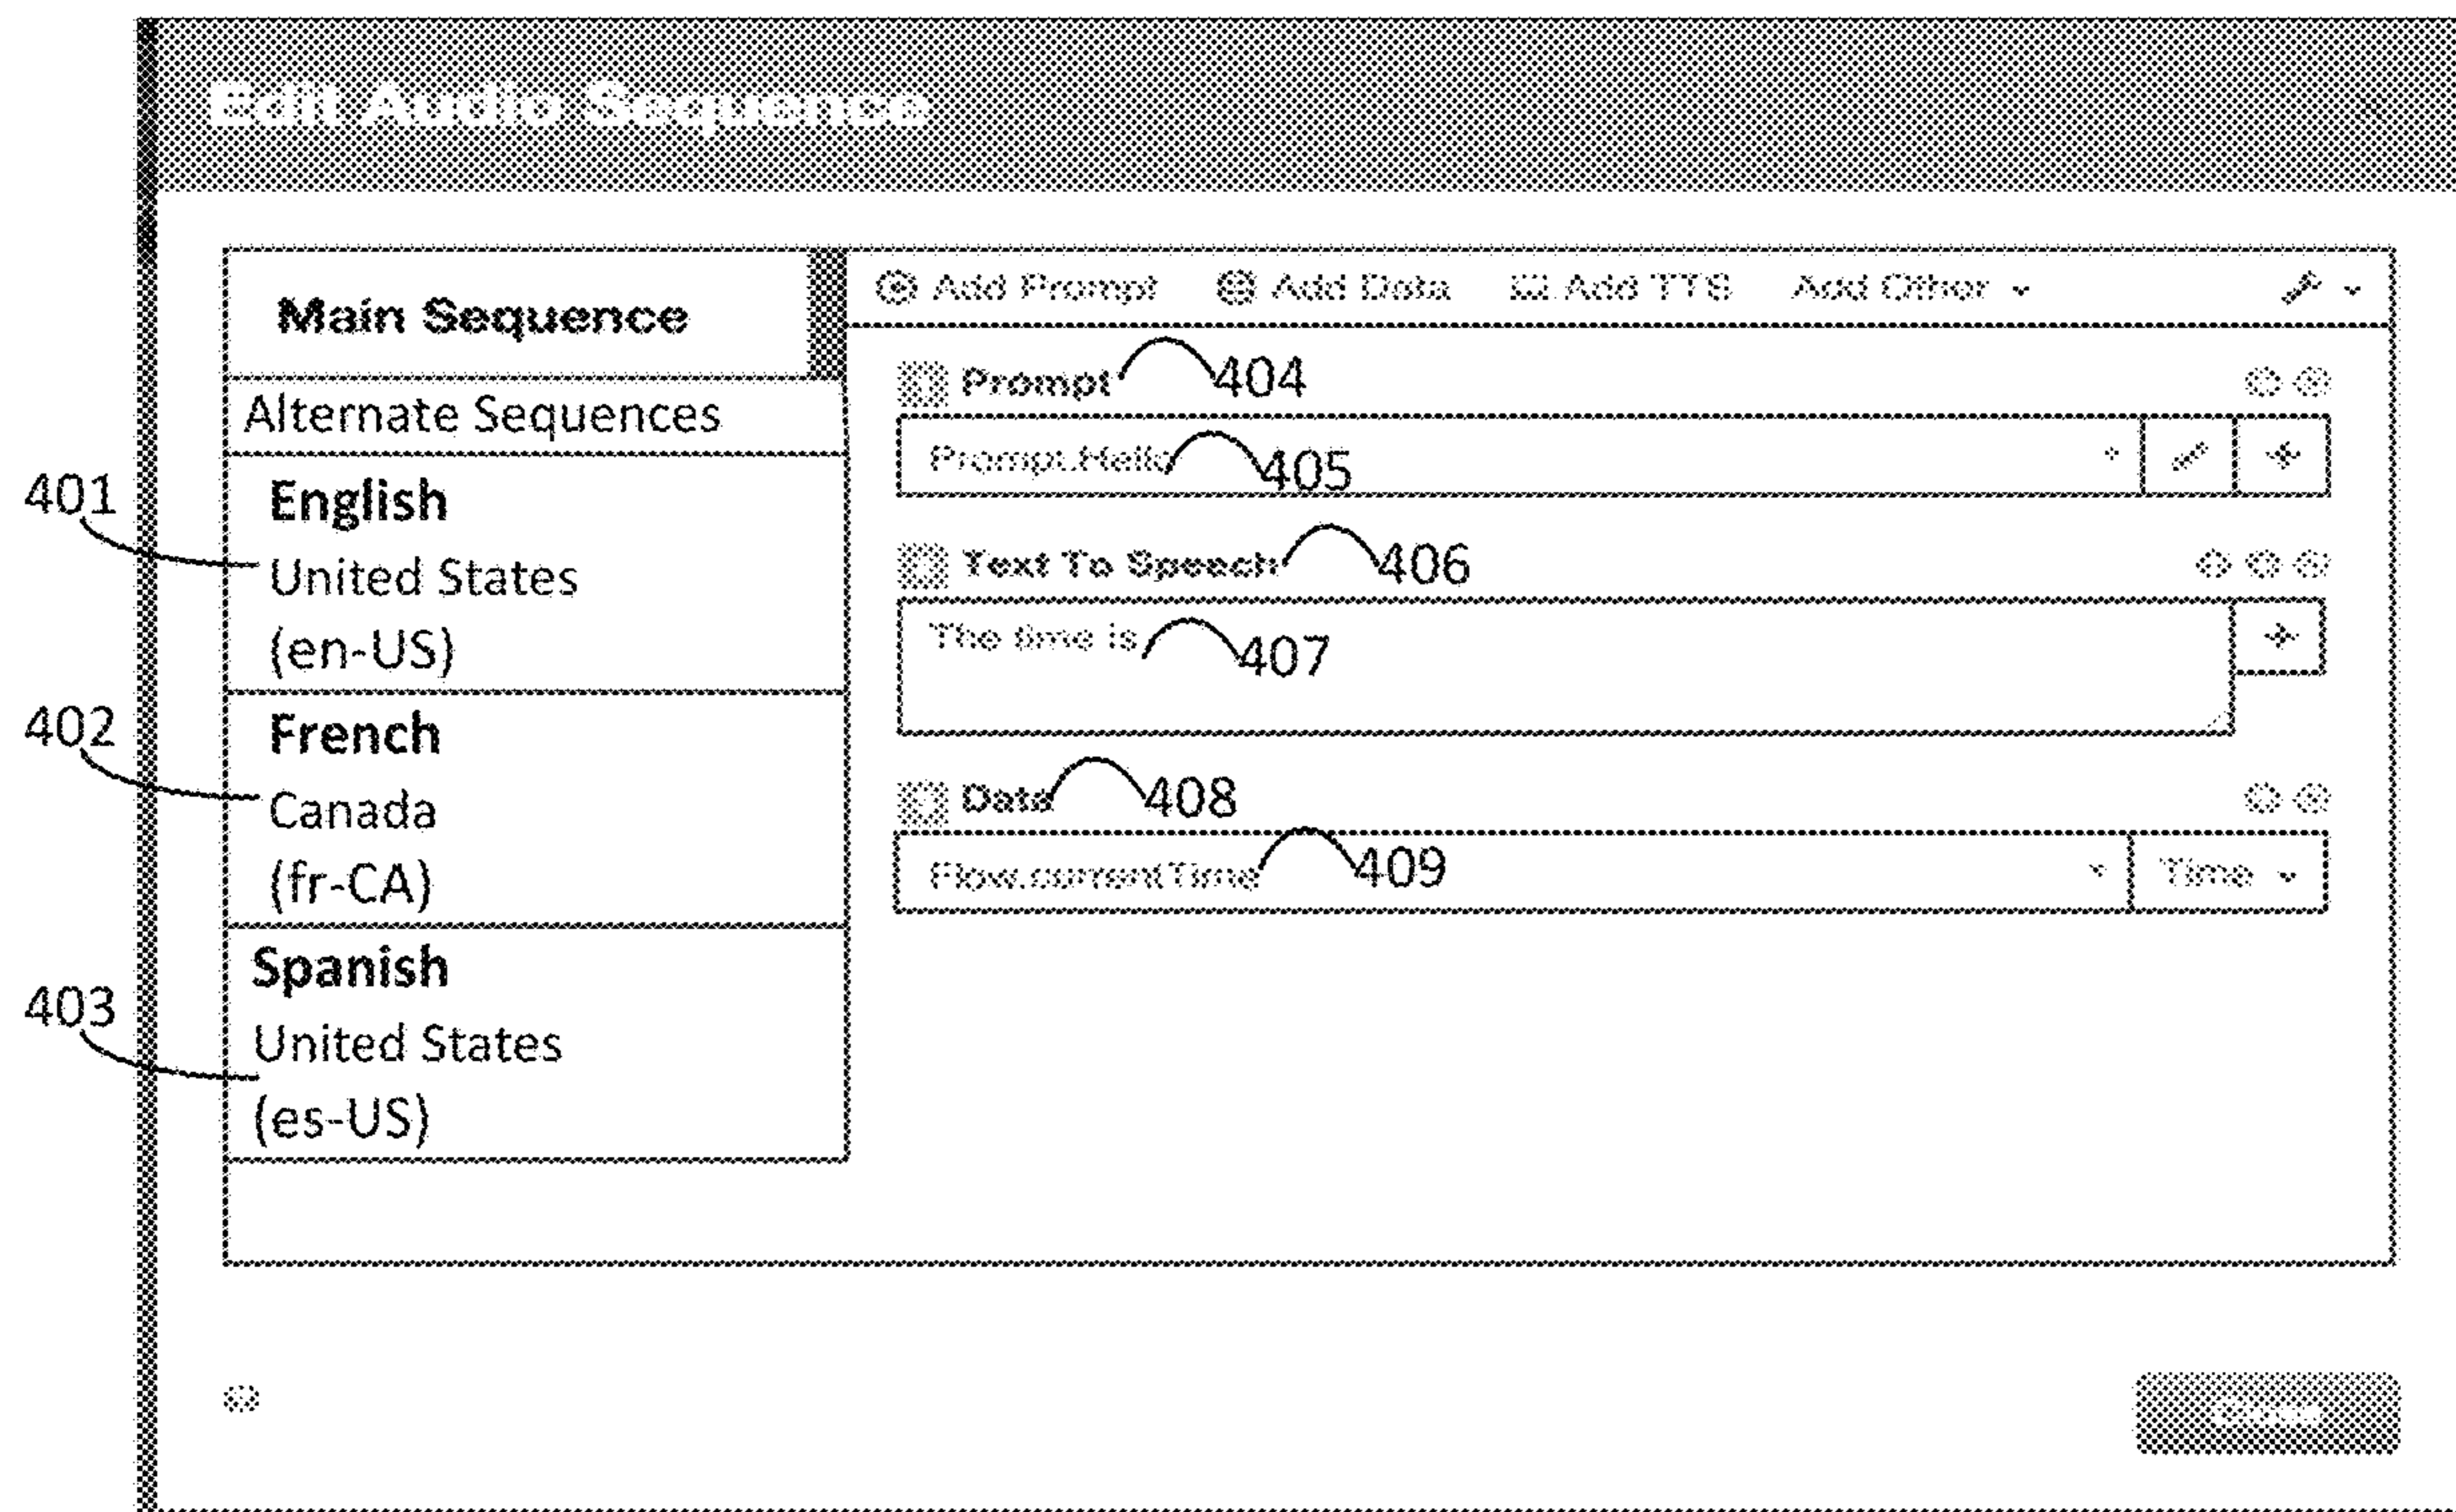 Edit Audio Sequence
Main Sequence
Add Prompt Add Data Add TTS Add Other
Alternate Sequences
401
English
United States
(en-US)
402
French
Canada
(fr-CA)
403
Spanish
United States
(es-US)
Prompt 404
Prompt.Hello 405
Text To Speech 406
The time is 407
Data 408
Flow.currentTime 409
Time